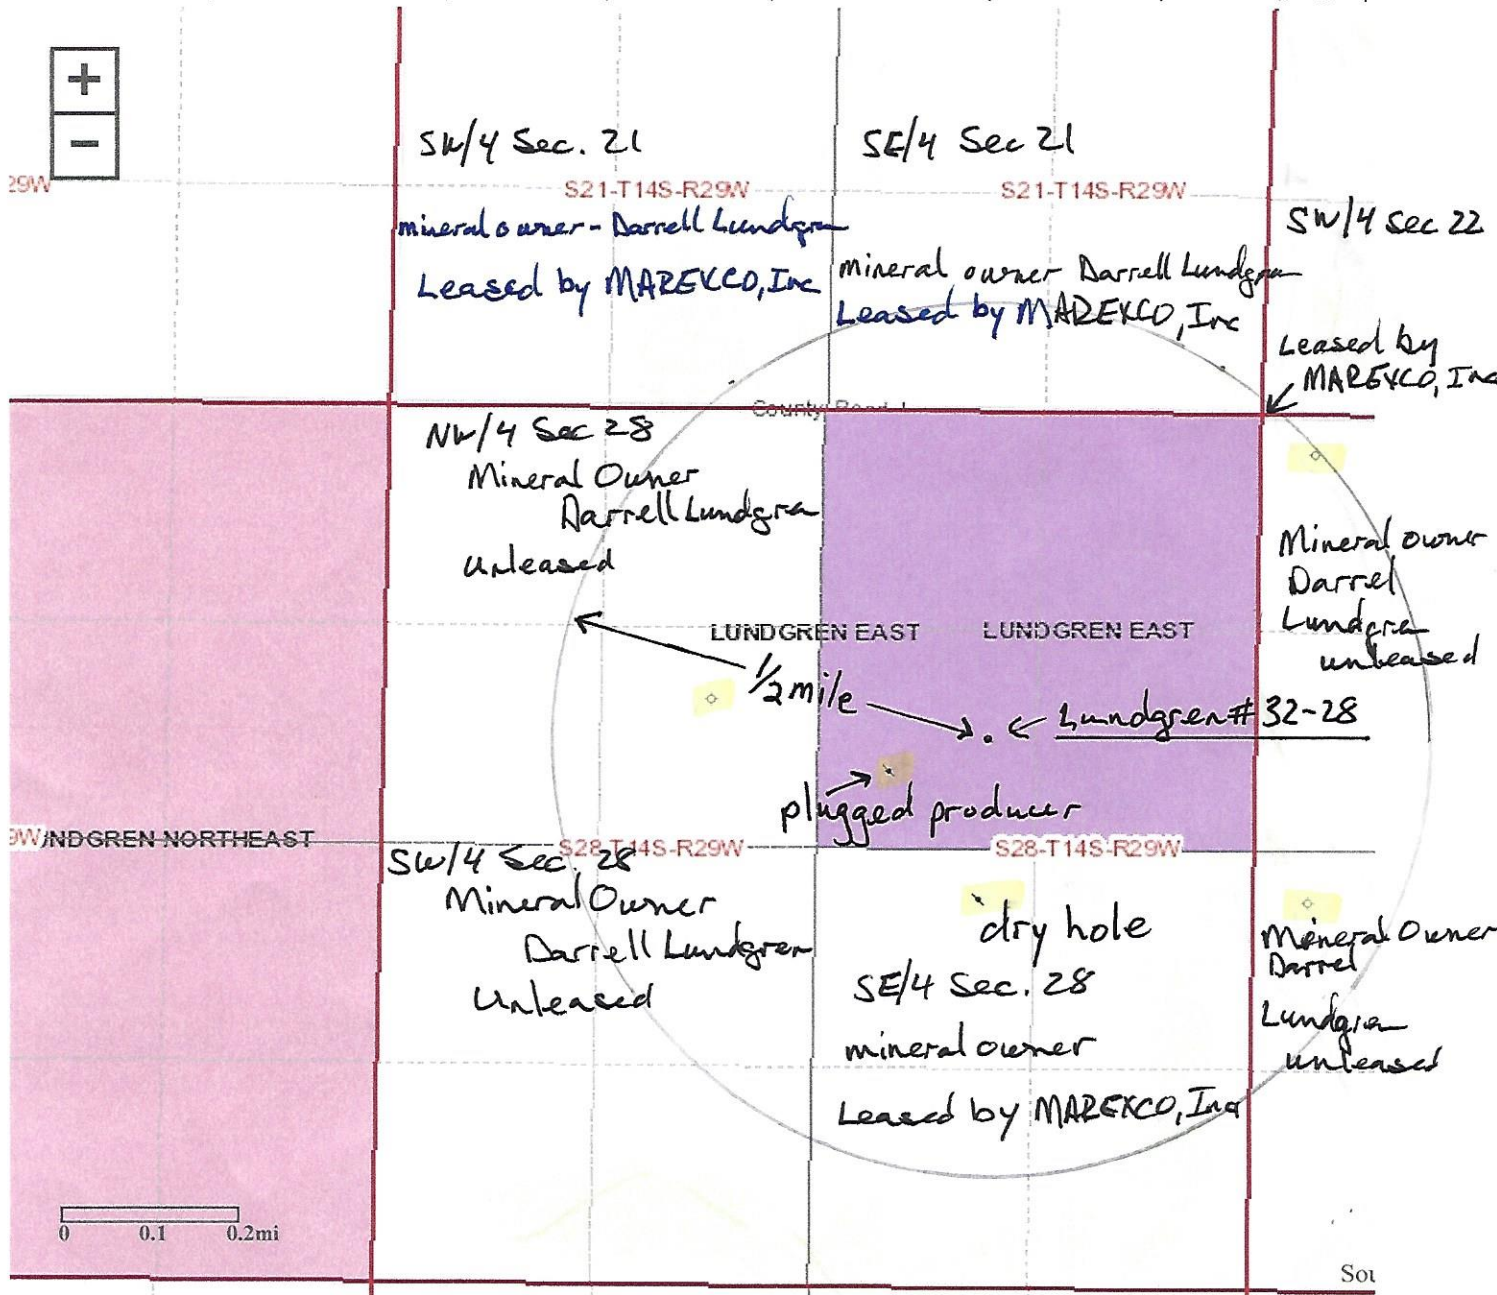 +
-
SW/4 Sec. 21
SE/4 Sec 21
29W
S21-T14S-R29W
S21-T14S-R29W
SW/4 Sec 22
mineral owner - Darrell Lundgren
Leased by MAREXCO, Inc
mineral owner Darrell Lundgren
Leased by MAREXCO, Inc
Leased by
MAREXCO, Inc
County Road
NW/4 Sec 28
Mineral Owner
Darrell Lundgren
Unleased
Mineral owner
Darrel
Lundgren
unleased
LUNDGREN EAST
LUNDGREN EAST
1/2 mile
Lundgren # 32-28
plugged producer
9W
NDGREN NORTHEAST
S28-T14S-R29W
S28-T14S-R29W
SW/4 Sec. 28
Mineral Owner
Darrell Lundgren
Unleased
dry hole
SE/4 Sec. 28
mineral owner
Leased by MAREXCO, Inc
Mineral Owner
Darrel
Lundgren
unleased
0 0.1 0.2mi
Sou